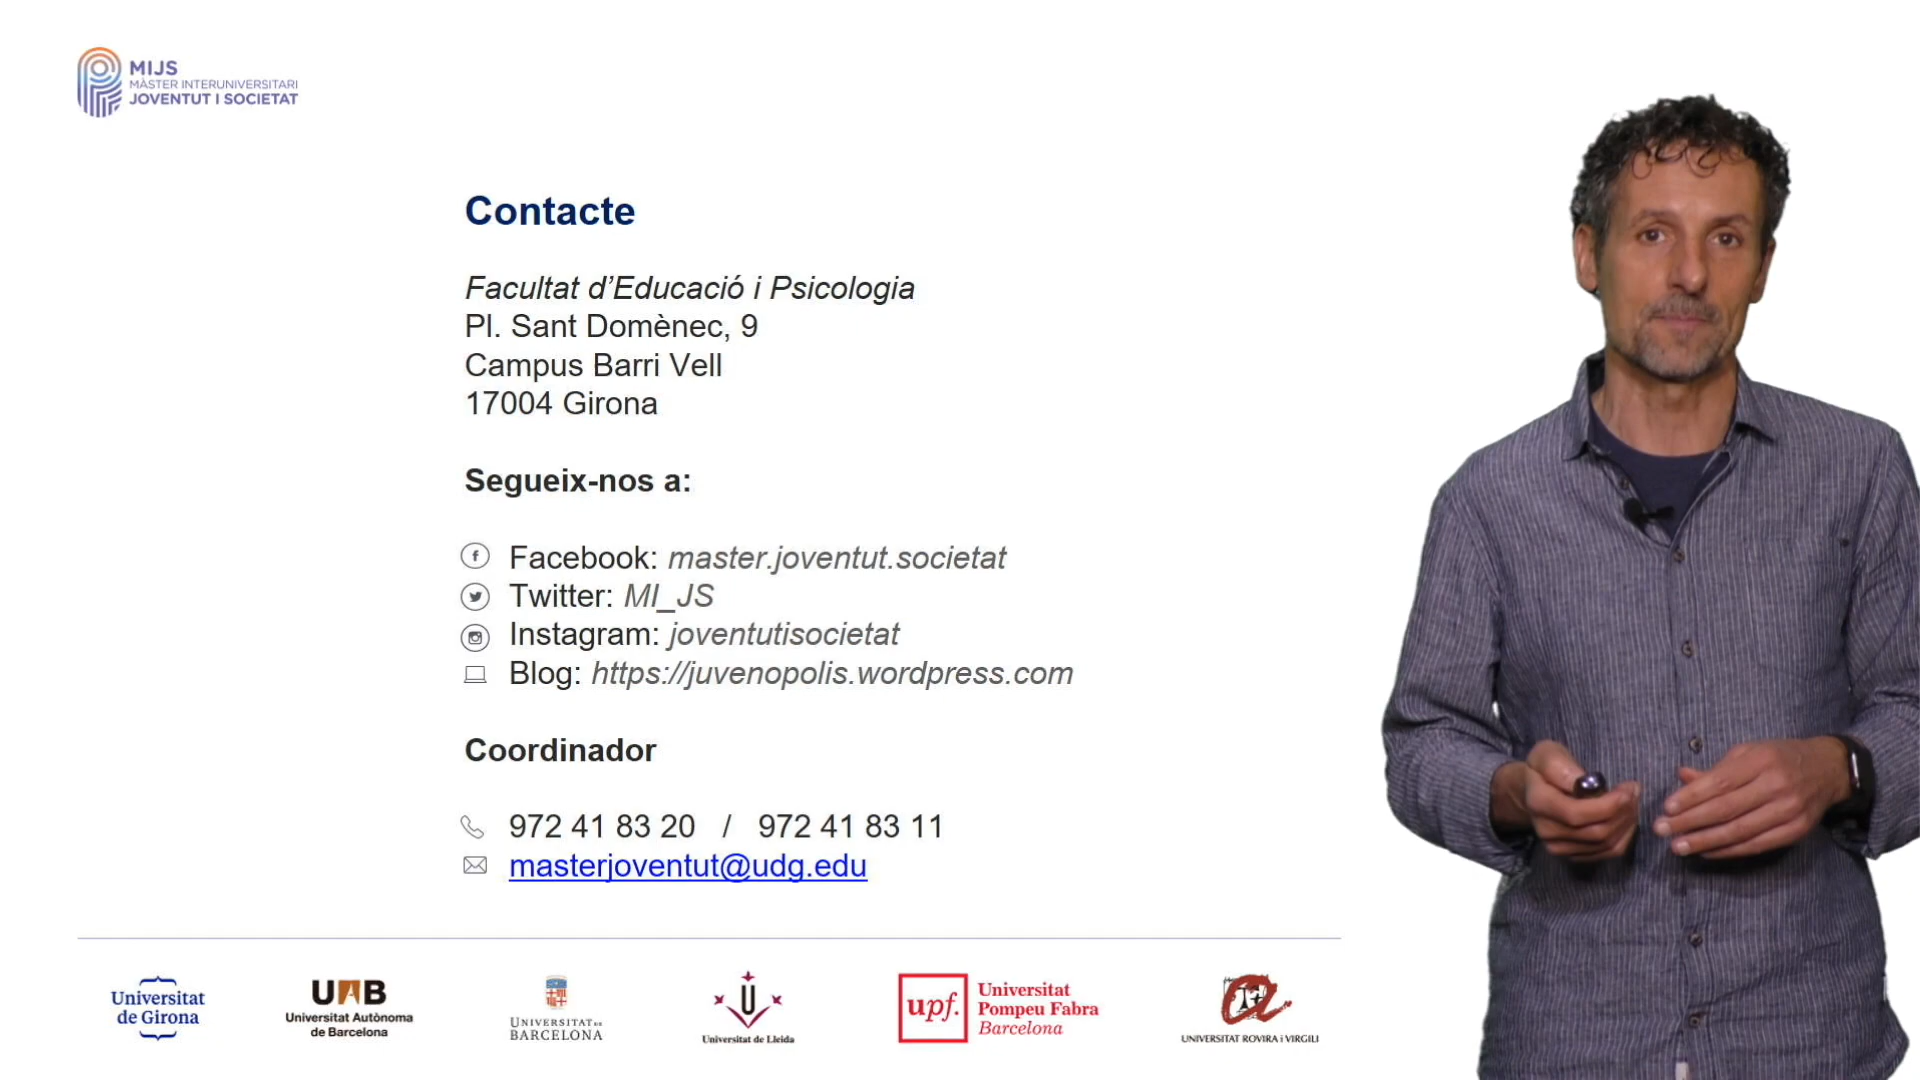 MIJS
MÀSTER INTERUNIVERSITARI
JOVENTUT I SOCIETAT
Contacte
Facultat d’Educació i Psicologia
Pl. Sant Domènec, 9
Campus Barri Vell
17004 Girona
Segueix-nos a:
Facebook: master.joventut.societat
Twitter: MI_JS
Instagram: joventutisocietat
Blog: https://juvenopolis.wordpress.com
Coordinador
972 41 83 20 / 972 41 83 11
masterjoventut@udg.edu
Universitat
de Girona
UAB
Universitat Autònoma
de Barcelona
UNIVERSITAT DE
BARCELONA
U
Universitat de Lleida
upf.
Universitat
Pompeu Fabra
Barcelona
UNIVERSITAT ROVIRA i VIRGILI